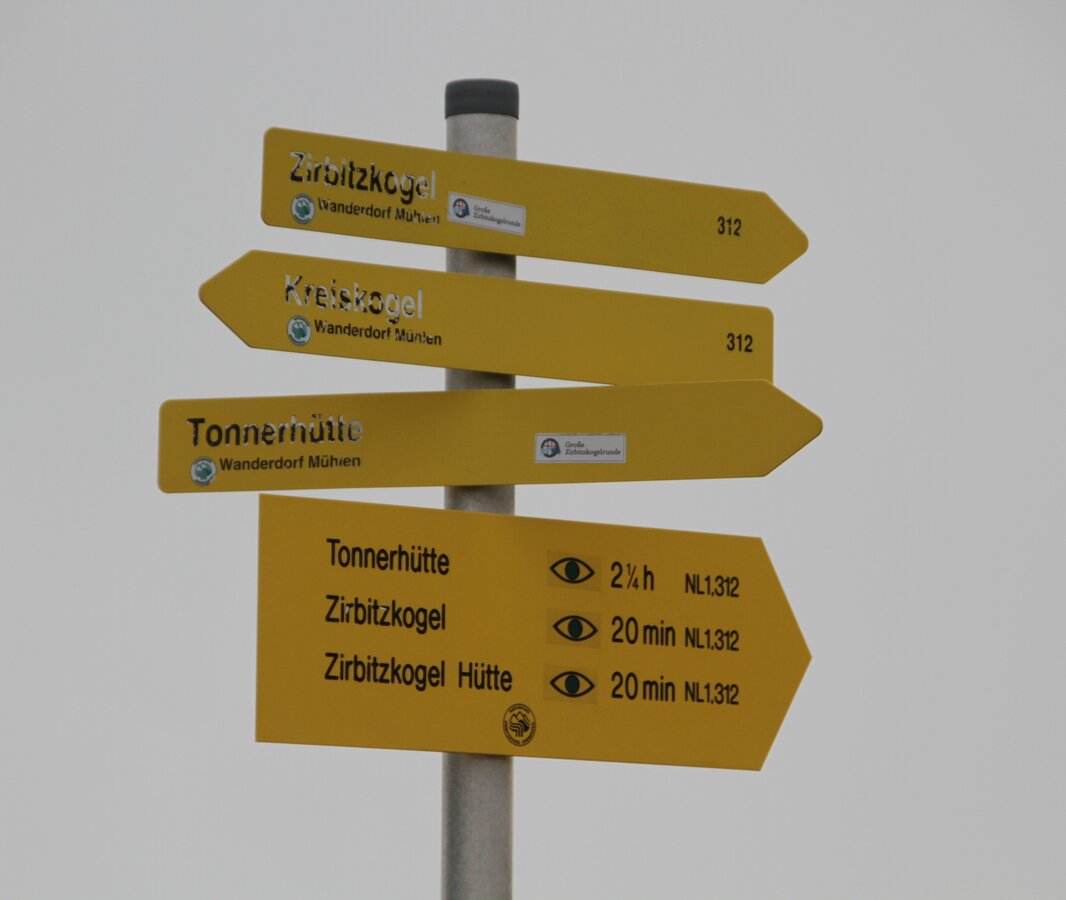 Zirbitzkogel
Wanderdorf Mühlen
Große
Zirbitzkogelrunde
312
Kreiskogel
Wanderdorf Mühlen
312
Tonnerhütte
Wanderdorf Mühlen
Große
Zirbitzkogelrunde
Tonnerhütte 2¼ h NL1,312
Zirbitzkogel 20 min NL1,312
Zirbitzkogel Hütte 20 min NL1,312